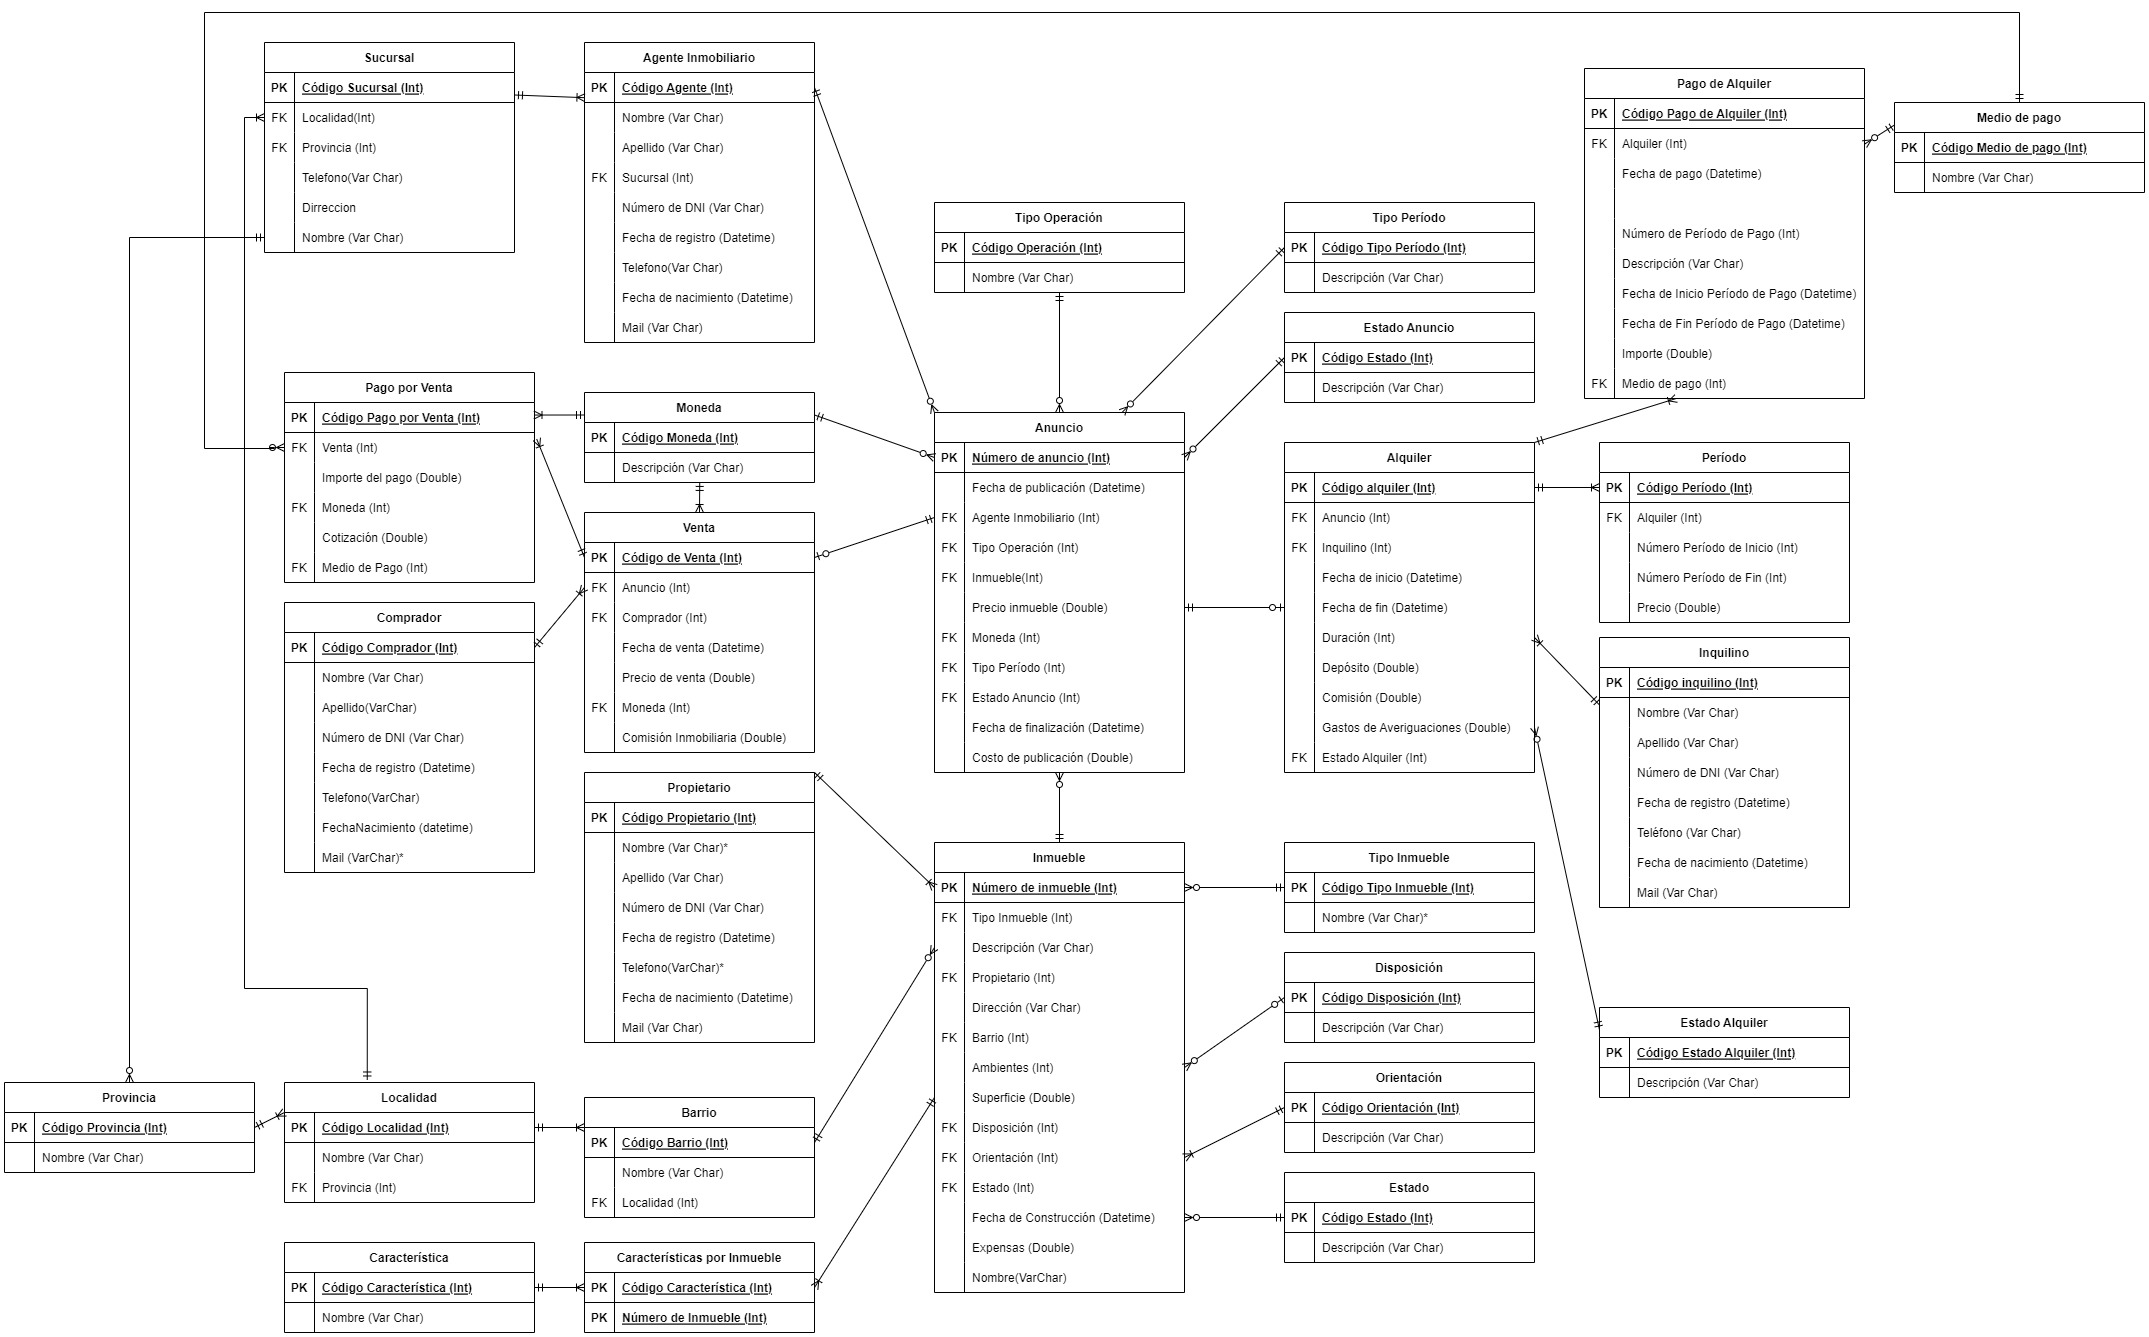 Sucursal
PK Código Sucursal (Int)
FK Localidad(Int)
FK Provincia (Int)
Telefono(Var Char)
Dirreccion
Nombre (Var Char)
Agente Inmobiliario
PK Código Agente (Int)
Nombre (Var Char)
Apellido (Var Char)
FK Sucursal (Int)
Número de DNI (Var Char)
Fecha de registro (Datetime)
Telefono(Var Char)
Fecha de nacimiento (Datetime)
Mail (Var Char)
Pago de Alquiler
PK Código Pago de Alquiler (Int)
FK Alquiler (Int)
Fecha de pago (Datetime)
Número de Período de Pago (Int)
Descripción (Var Char)
Fecha de Inicio Período de Pago (Datetime)
Fecha de Fin Período de Pago (Datetime)
Importe (Double)
FK Medio de pago (Int)
Medio de pago
PK Código Medio de pago (Int)
Nombre (Var Char)
Tipo Operación
PK Código Operación (Int)
Nombre (Var Char)
Tipo Período
PK Código Tipo Período (Int)
Descripción (Var Char)
Estado Anuncio
PK Código Estado (Int)
Descripción (Var Char)
Pago por Venta
PK Código Pago por Venta (Int)
FK Venta (Int)
Importe del pago (Double)
FK Moneda (Int)
Cotización (Double)
FK Medio de Pago (Int)
Moneda
PK Código Moneda (Int)
Descripción (Var Char)
Anuncio
PK Número de anuncio (Int)
Fecha de publicación (Datetime)
FK Agente Inmobiliario (Int)
FK Tipo Operación (Int)
FK Inmueble(Int)
Precio inmueble (Double)
FK Moneda (Int)
FK Tipo Período (Int)
FK Estado Anuncio (Int)
Fecha de finalización (Datetime)
Costo de publicación (Double)
Alquiler
PK Código alquiler (Int)
FK Anuncio (Int)
FK Inquilino (Int)
Fecha de inicio (Datetime)
Fecha de fin (Datetime)
Duración (Int)
Depósito (Double)
Comisión (Double)
Gastos de Averiguaciones (Double)
FK Estado Alquiler (Int)
Período
PK Código Período (Int)
FK Alquiler (Int)
Número Período de Inicio (Int)
Número Período de Fin (Int)
Precio (Double)
Venta
PK Código de Venta (Int)
FK Anuncio (Int)
FK Comprador (Int)
Fecha de venta (Datetime)
Precio de venta (Double)
FK Moneda (Int)
Comisión Inmobiliaria (Double)
Comprador
PK Código Comprador (Int)
Nombre (Var Char)
Apellido(VarChar)
Número de DNI (Var Char)
Fecha de registro (Datetime)
Telefono(VarChar)
FechaNacimiento (datetime)
Mail (VarChar)*
Inquilino
PK Código inquilino (Int)
Nombre (Var Char)
Apellido (Var Char)
Número de DNI (Var Char)
Fecha de registro (Datetime)
Teléfono (Var Char)
Fecha de nacimiento (Datetime)
Mail (Var Char)
Propietario
PK Código Propietario (Int)
Nombre (Var Char)*
Apellido (Var Char)
Número de DNI (Var Char)
Fecha de registro (Datetime)
Telefono(VarChar)*
Fecha de nacimiento (Datetime)
Mail (Var Char)
Inmueble
PK Número de inmueble (Int)
FK Tipo Inmueble (Int)
Descripción (Var Char)
FK Propietario (Int)
Dirección (Var Char)
FK Barrio (Int)
Ambientes (Int)
Superficie (Double)
FK Disposición (Int)
FK Orientación (Int)
FK Estado (Int)
Fecha de Construcción (Datetime)
Expensas (Double)
Nombre(VarChar)
Tipo Inmueble
PK Código Tipo Inmueble (Int)
Nombre (Var Char)*
Disposición
PK Código Disposición (Int)
Descripción (Var Char)
Orientación
PK Código Orientación (Int)
Descripción (Var Char)
Estado
PK Código Estado (Int)
Descripción (Var Char)
Estado Alquiler
PK Código Estado Alquiler (Int)
Descripción (Var Char)
Provincia
PK Código Provincia (Int)
Nombre (Var Char)
Localidad
PK Código Localidad (Int)
Nombre (Var Char)
FK Provincia (Int)
Barrio
PK Código Barrio (Int)
Nombre (Var Char)
FK Localidad (Int)
Característica
PK Código Característica (Int)
Nombre (Var Char)
Características por Inmueble
PK Código Característica (Int)
PK Número de Inmueble (Int)